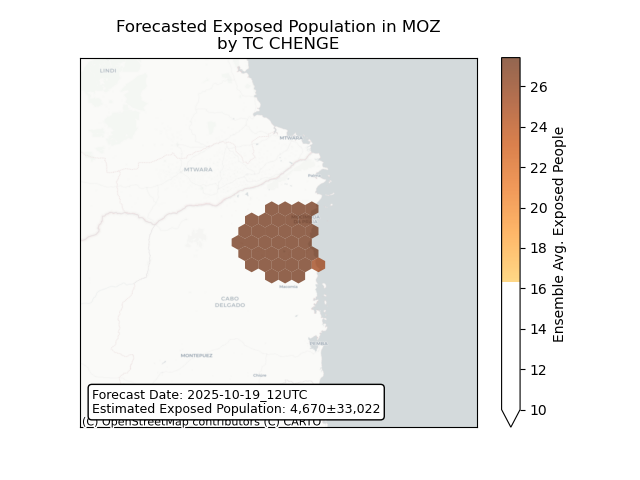 Forecasted Exposed Population in MOZ
by TC CHENGE
LINDI
MTWARA
MTWARA
CABO
DELGADO
MONTEPUEZ
Forecast Date: 2025-10-19_12UTC
Estimated Exposed Population: 4,670±33,022
(C) OpenStreetMap contributors (C) CARTO
26
24
22
20
18
16
14
12
10
Ensemble Avg. Exposed People